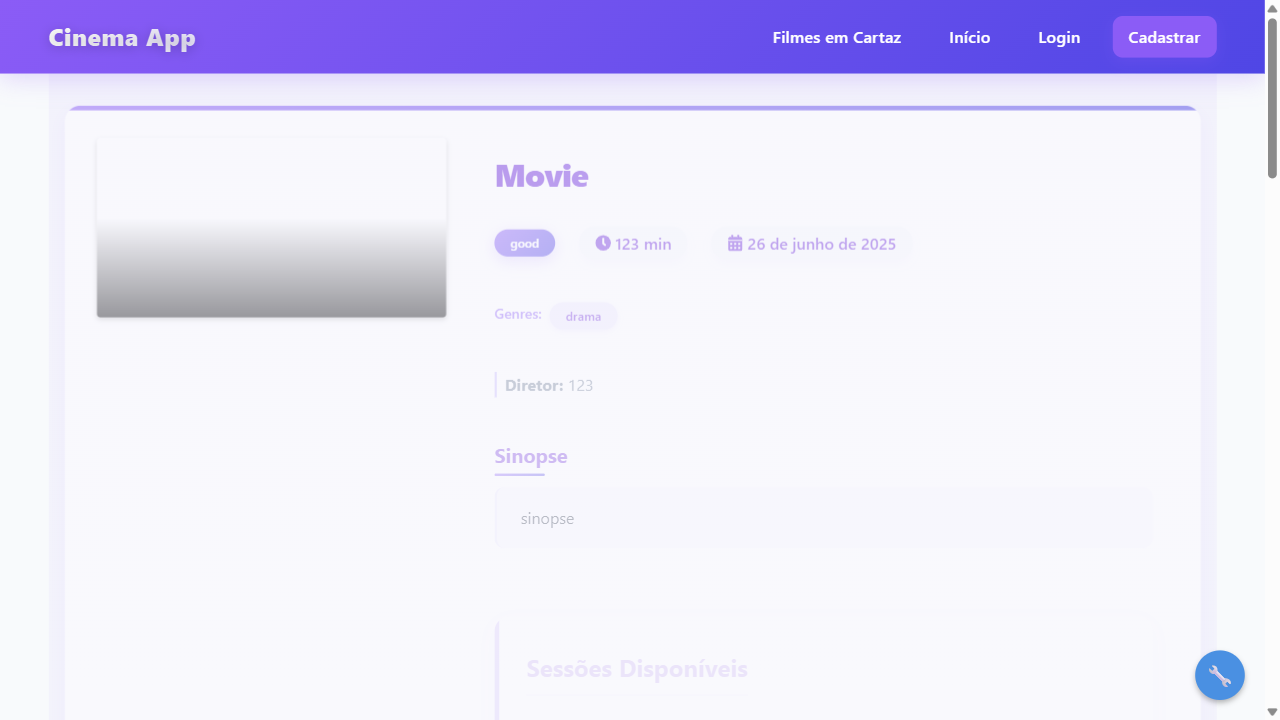 Cinema App
Filmes em Cartaz
Início
Login
Cadastrar
Movie
good
123 min
26 de junho de 2025
Genres:
drama
Diretor: 123
Sinopse
sinopse
Sessões Disponíveis